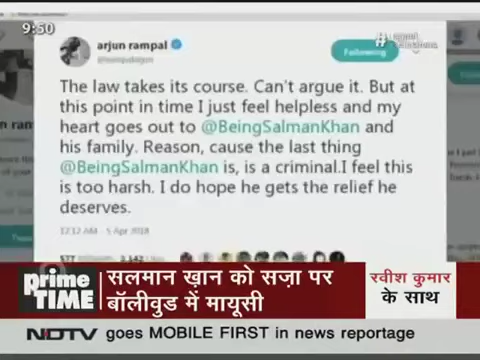 9:50
arjun rampal
Following
The law takes its course. Can't argue it. But at
this point in time I just feel helpless and my
heart goes out to @BeingSalmanKhan and
his family. Reason, cause the last thing
@BeingSalmanKhan is, is a criminal.I feel this
is too harsh. I do hope he gets the relief he
deserves.
12:12 AM - 5 Apr 2018
prime
TIME
सलमान ख़ान को सज़ा पर
बॉलीवुड में मायूसी
रवीश कुमार
के साथ
NDTV goes MOBILE FIRST in news reportage